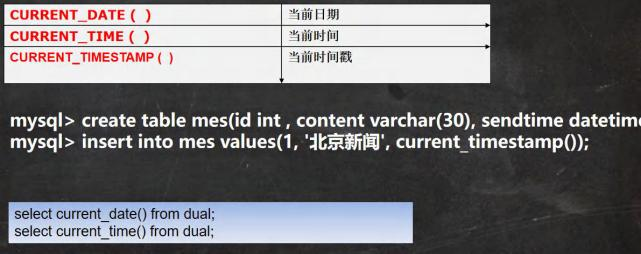 CURRENT_DATE ( ) 当前日期
CURRENT_TIME ( ) 当前时间
CURRENT_TIMESTAMP ( ) 当前时间戳
mysql> create table mes(id int , content varchar(30), sendtime datetime
mysql> insert into mes values(1, '北京新闻', current_timestamp());
select current_date() from dual;
select current_time() from dual;